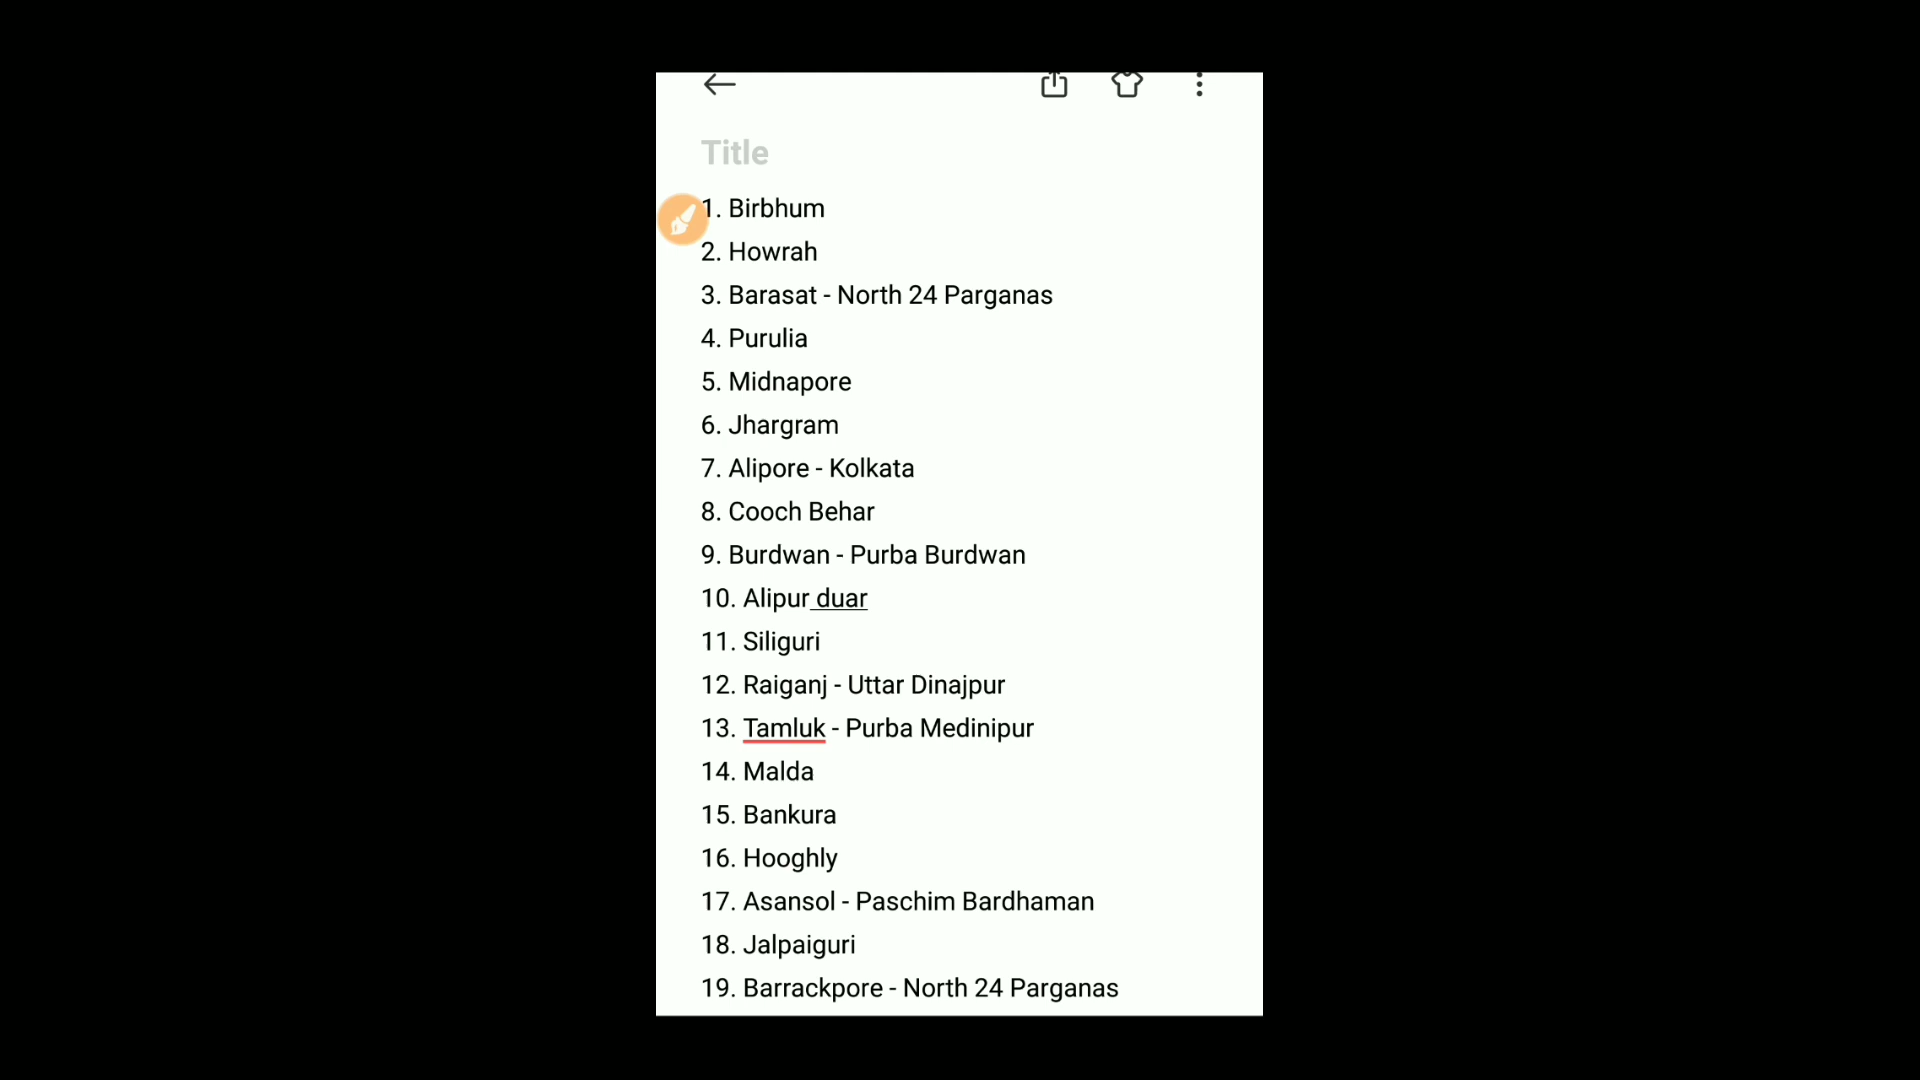 Title
1. Birbhum
2. Howrah
3. Barasat - North 24 Parganas
4. Purulia
5. Midnapore
6. Jhargram
7. Alipore - Kolkata
8. Cooch Behar
9. Burdwan - Purba Burdwan
10. Alipur duar
11. Siliguri
12. Raiganj - Uttar Dinajpur
13. Tamluk - Purba Medinipur
14. Malda
15. Bankura
16. Hooghly
17. Asansol - Paschim Bardhaman
18. Jalpaiguri
19. Barrackpore - North 24 Parganas